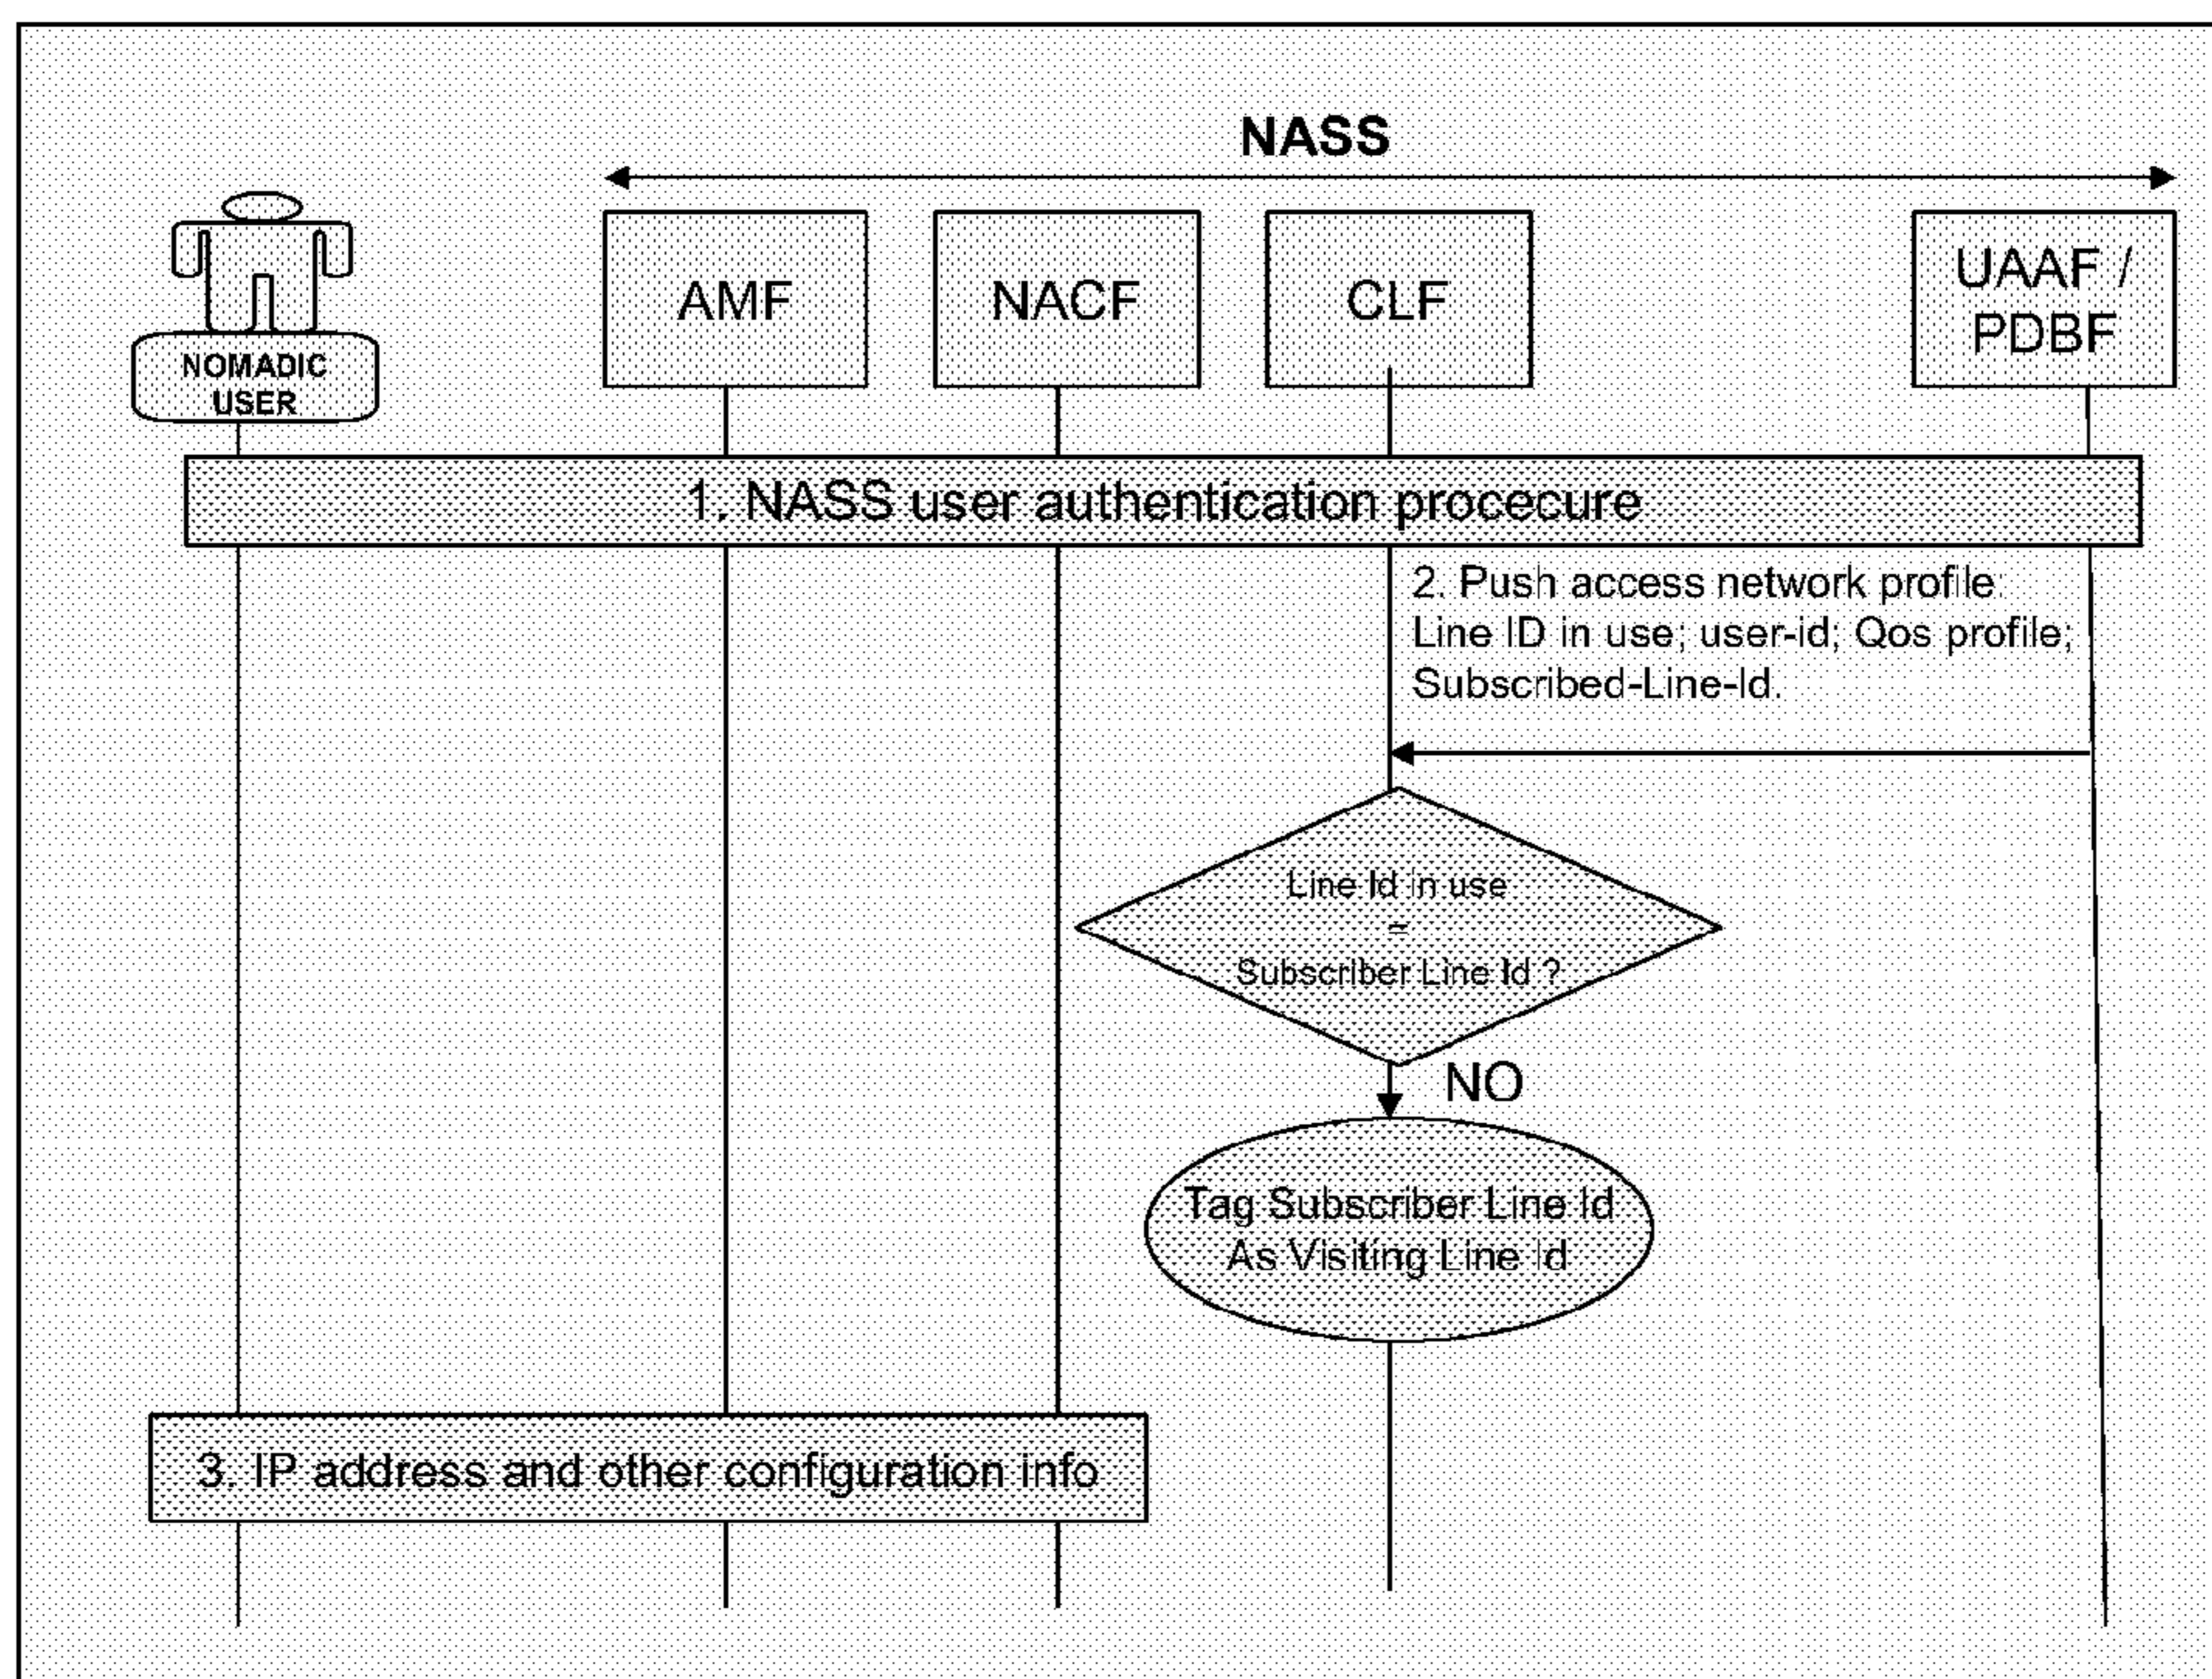 NASS
NOMADIC
USER
AMF
NACF
CLF
UAAF /
PDBF
1. NASS user authentication procecure
2. Push access network profile:
Line ID in use; user-id; Qos profile;
Subscribed-Line-Id.
Line Id in use
=
Subscriber Line Id ?
NO
Tag Subscriber Line Id
As Visiting Line Id
3. IP address and other configuration info